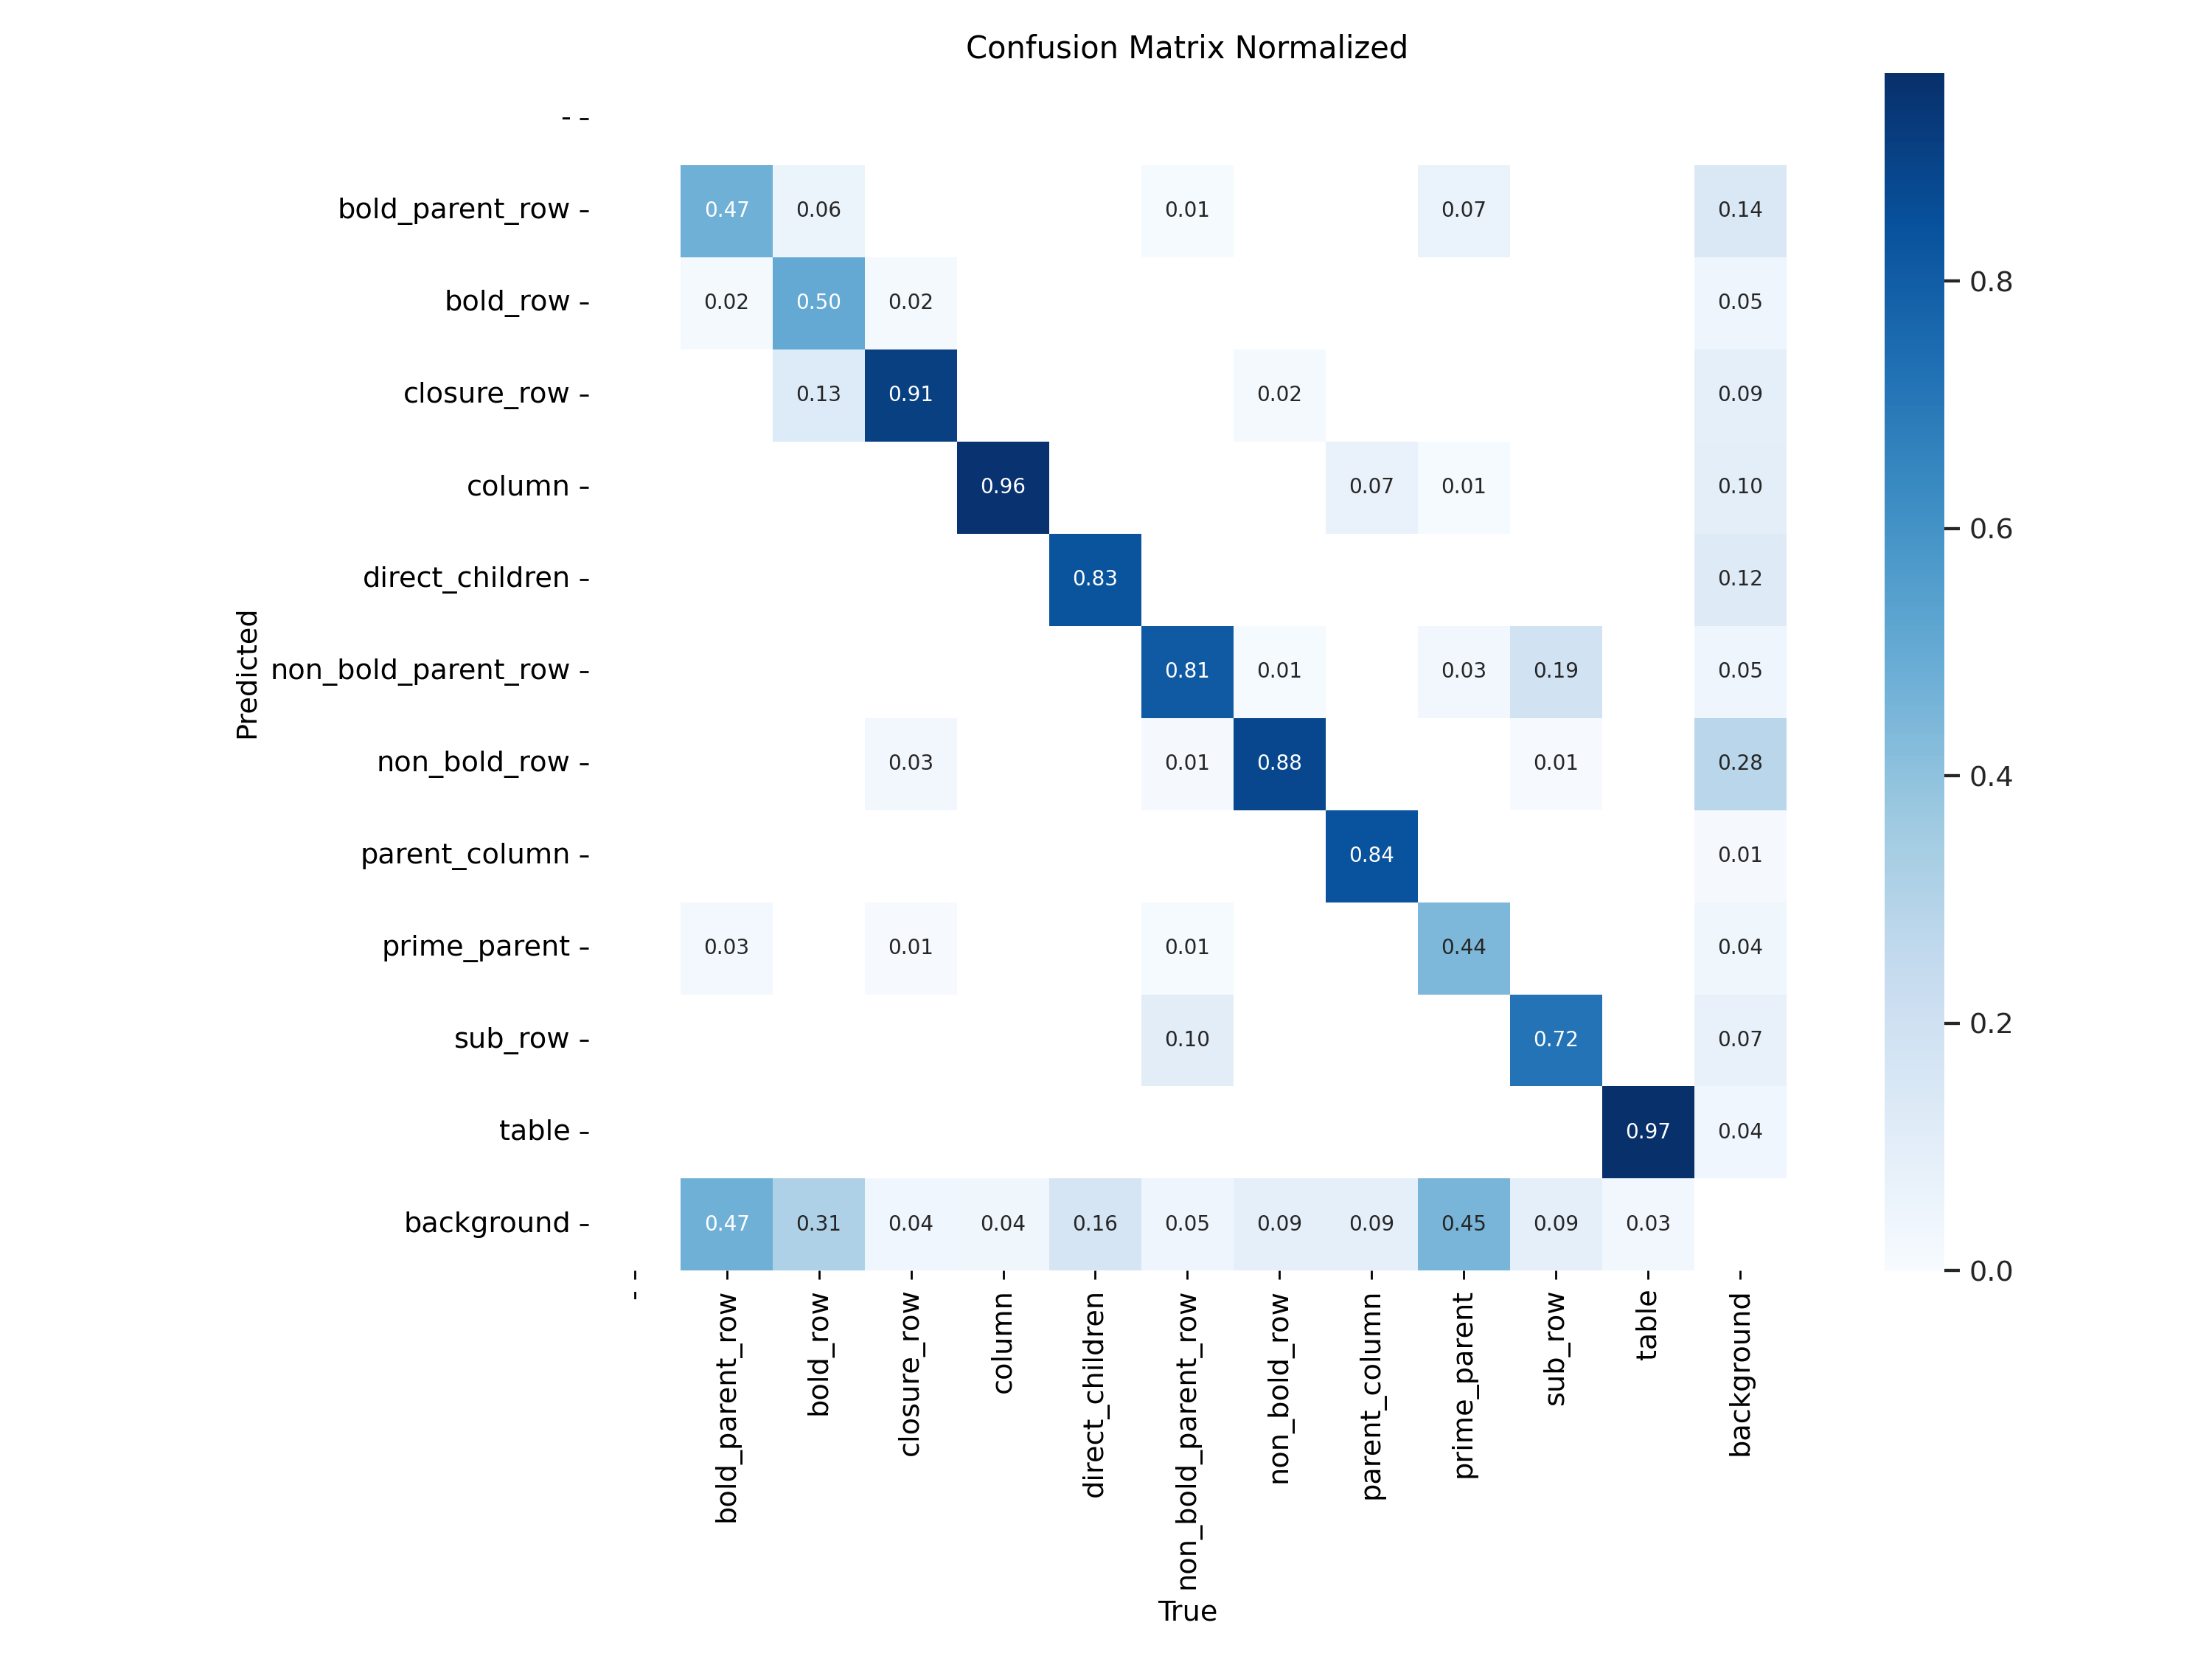 Confusion Matrix Normalized
-
bold_parent_row 0.47 0.06 0.01 0.07 0.14
bold_row 0.02 0.50 0.02 0.05
closure_row 0.13 0.91 0.02 0.09
column 0.96 0.07 0.01 0.10
direct_children 0.83 0.12
non_bold_parent_row 0.81 0.01 0.03 0.19 0.05
non_bold_row 0.03 0.01 0.88 0.01 0.28
parent_column 0.84 0.01
prime_parent 0.03 0.01 0.01 0.44 0.04
sub_row 0.10 0.72 0.07
table 0.97 0.04
background 0.47 0.31 0.04 0.04 0.16 0.05 0.09 0.09 0.45 0.09 0.03
Predicted
-
bold_parent_row
bold_row
closure_row
column
direct_children
non_bold_parent_row
non_bold_row
parent_column
prime_parent
sub_row
table
background
True
0.8
0.6
0.4
0.2
0.0